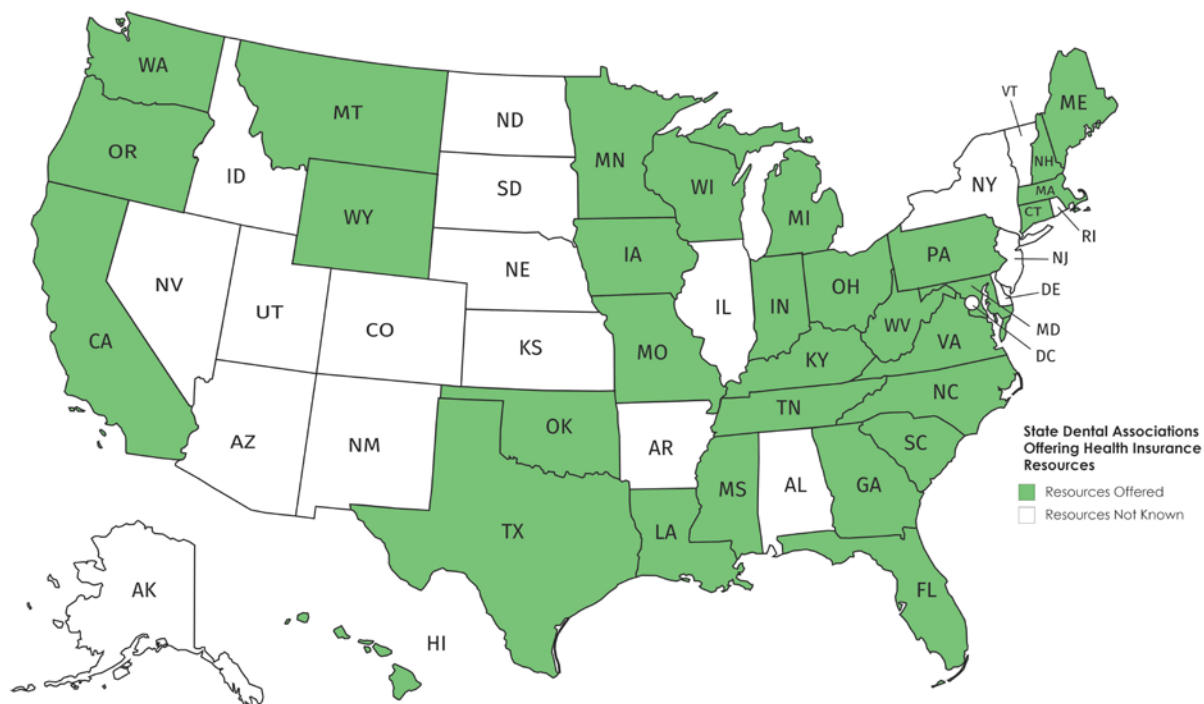 WA
MT
ND
MN
VT
ME
OR
ID
SD
WI
NY
NH
MA
WY
MI
CT
RI
IA
PA
NJ
NE
NV
OH
DE
UT
IL
IN
CO
WV
MD
CA
KS
MO
VA
DC
KY
NC
TN
AZ
NM
OK
AR
SC
State Dental Associations
Offering Health Insurance
Resources
MS
AL
GA
Resources Offered
Resources Not Known
TX
LA
FL
AK
HI